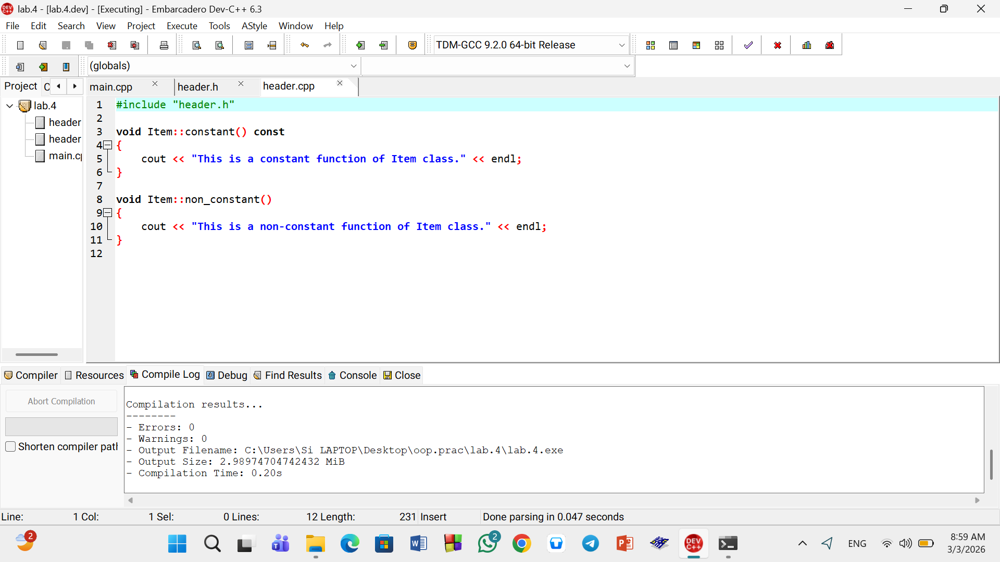 lab.4 - [lab.4.dev] - [Executing] - Embarcadero Dev-C++ 6.3
File Edit Search View Project Execute Tools AStyle Window Help
TDM-GCC 9.2.0 64-bit Release
(globals)
Project C main.cpp header.h header.cpp
lab.4
header
header
main.cp
1 #include "header.h"
2
3 void Item::constant() const
4 {
5 cout << "This is a constant function of Item class." << endl;
6 }
7
8 void Item::non_constant()
9 {
10 cout << "This is a non-constant function of Item class." << endl;
11 }
12
Compiler Resources Compile Log Debug Find Results Console Close
Abort Compilation
Shorten compiler path
Compilation results...
--------
- Errors: 0
- Warnings: 0
- Output Filename: C:\Users\Si LAPTOP\Desktop\oop.prac\lab.4\lab.4.exe
- Output Size: 2.98974704742432 MiB
- Compilation Time: 0.20s
Line: 1 Col: 1 Sel: 0 Lines: 12 Length: 231 Insert Done parsing in 0.047 seconds
2
2
DEV C++
ENG
8:59 AM
3/3/2026